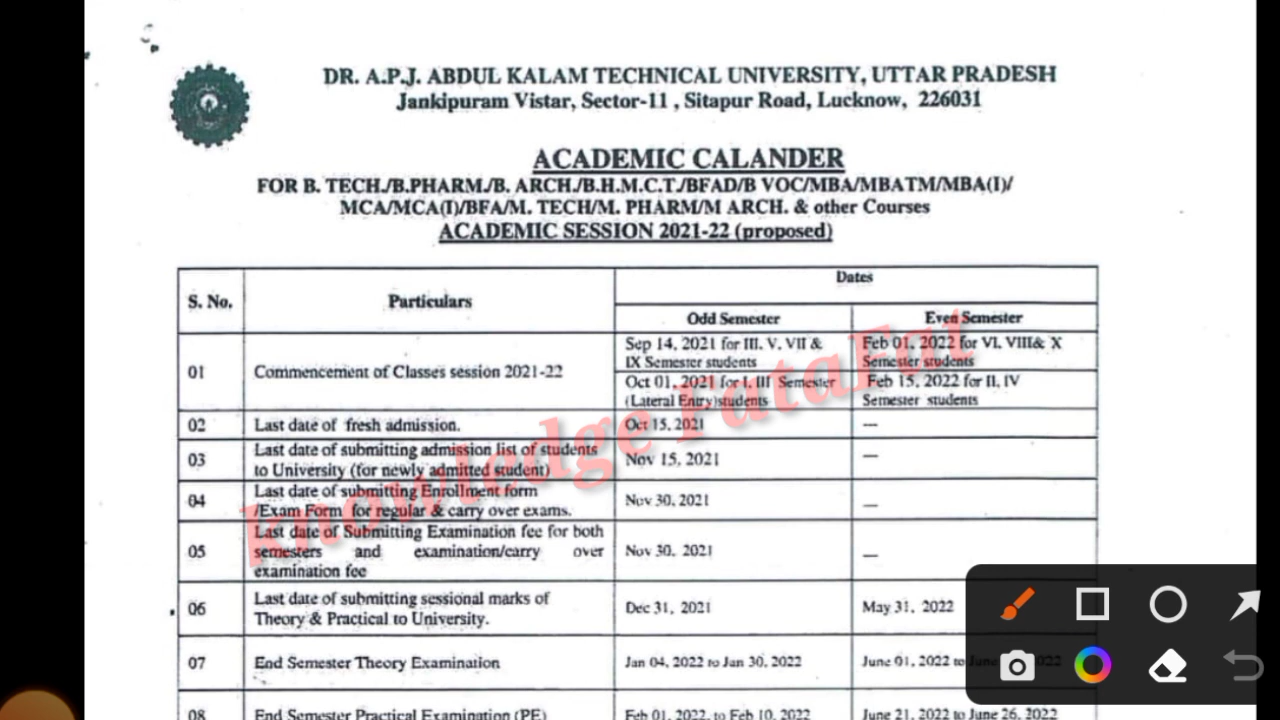 DR. A.P.J. ABDUL KALAM TECHNICAL UNIVERSITY, UTTAR PRADESH
Jankipuram Vistar, Sector-11 , Sitapur Road, Lucknow, 226031
ACADEMIC CALANDER
FOR B. TECH./B.PHARM./B. ARCH./B.H.M.C.T./BFAD/B VOC/MBA/MBATM/MBA(I)/
MCA/MCA(I)/BFA/M. TECH/M. PHARM/M ARCH. & other Courses
ACADEMIC SESSION 2021-22 (proposed)
S. No.
Particulars
Dates
Odd Semester
Even Semester
01
Commencement of Classes session 2021-22
Sep 14, 2021 for III, V, VII &
IX Semester students
Feb 01, 2022 for VI, VIII& X
Semester students
Oct 01, 2021 for I, III Semester
(Lateral Entry)students
Feb 15, 2022 for II, IV
Semester students
02
Last date of fresh admission.
Oct 15, 2021
—
03
Last date of submitting admission list of students
to University (for newly admitted student)
Nov 15, 2021
—
04
Last date of submitting Enrollment form
/Exam Form for regular & carry over exams.
Nov 30, 2021
—
05
Last date of Submitting Examination fee for both
semesters and examination/carry over
examination fee
Nov 30, 2021
—
06
Last date of submitting sessional marks of
Theory & Practical to University.
Dec 31, 2021
May 31, 2022
07
End Semester Theory Examination
Jan 04, 2022 to Jan 30, 2022
June 01, 2022 to June 2022
08
End Semester Practical Examination (PE)
Feb 01, 2022, to Feb 10, 2022
June 21, 2022 to June 26, 2022
Knowledge FataFat